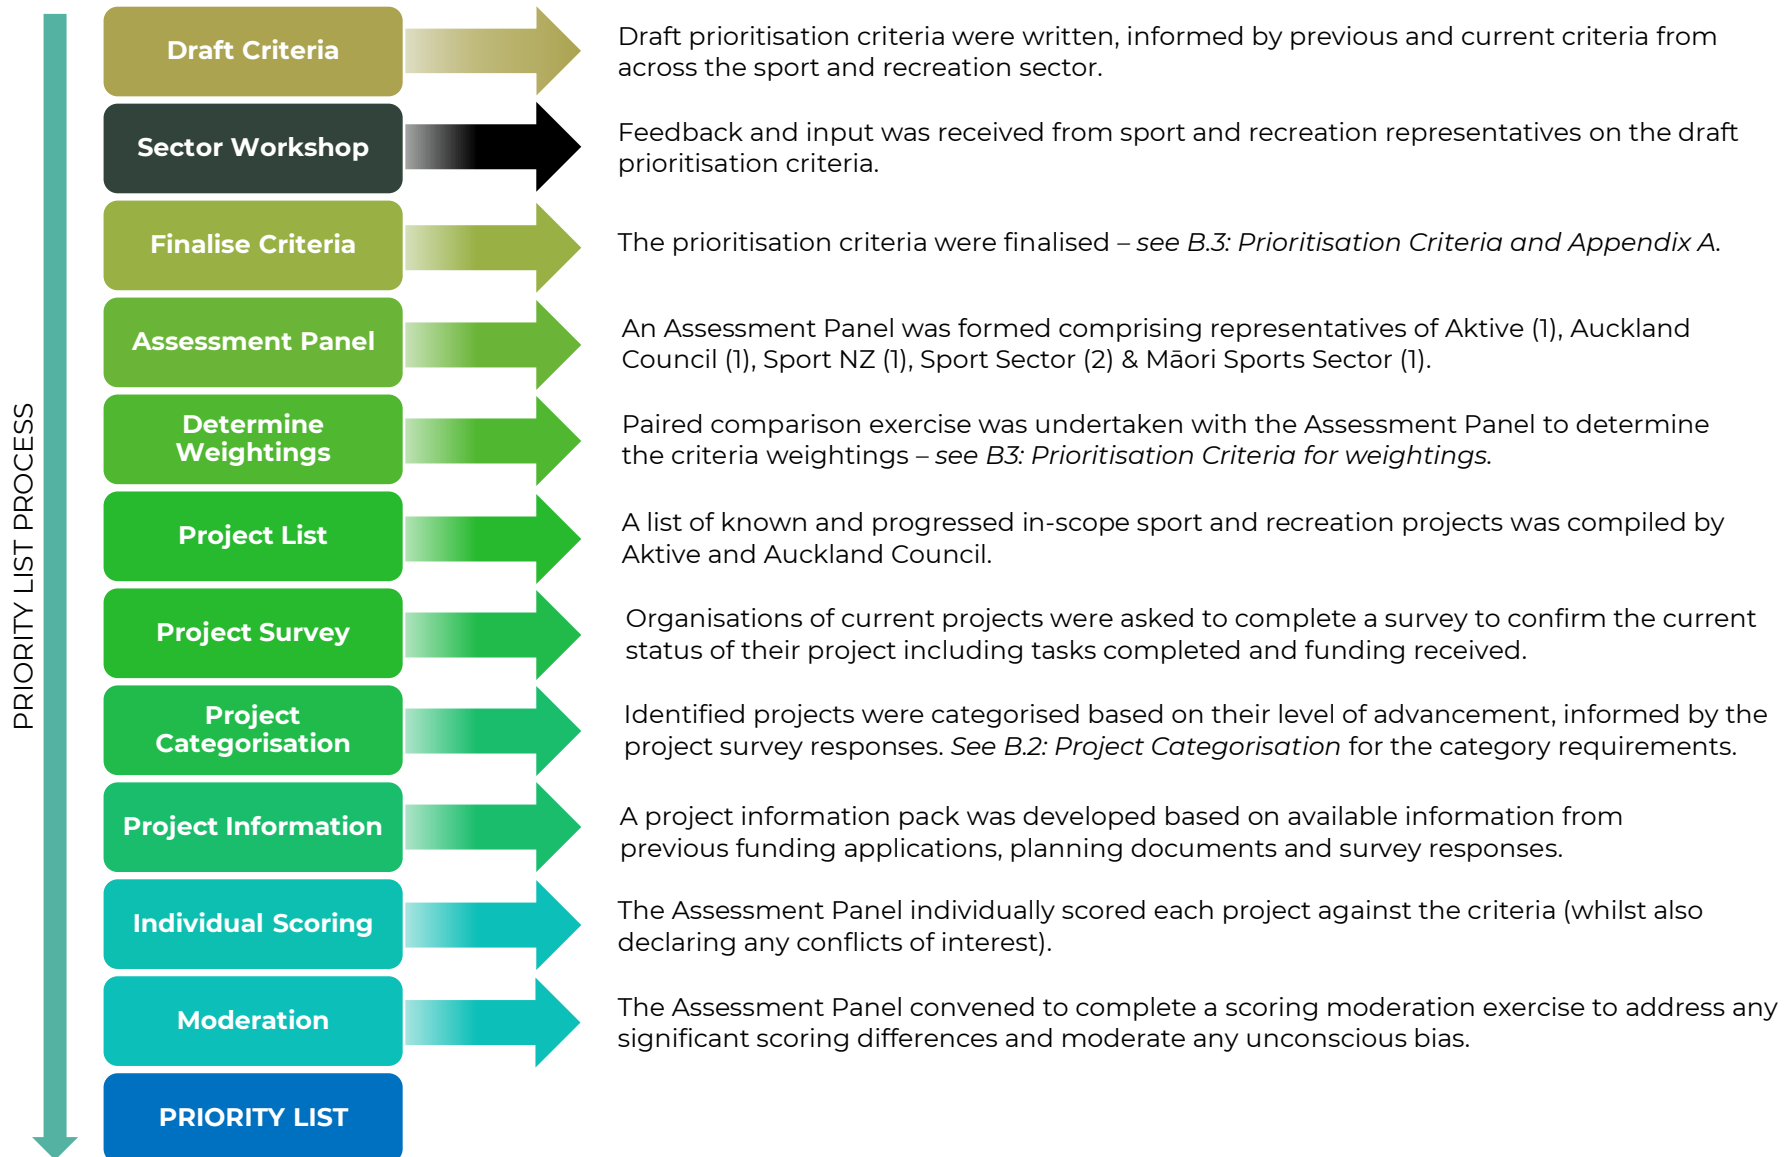 PRIORITY LIST PROCESS
Draft Criteria
Draft prioritisation criteria were written, informed by previous and current criteria from
across the sport and recreation sector.
Sector Workshop
Feedback and input was received from sport and recreation representatives on the draft
prioritisation criteria.
Finalise Criteria
The prioritisation criteria were finalised – see B.3: Prioritisation Criteria and Appendix A.
Assessment Panel
An Assessment Panel was formed comprising representatives of Aktive (1), Auckland
Council (1), Sport NZ (1), Sport Sector (2) & Māori Sports Sector (1).
Determine
Weightings
Paired comparison exercise was undertaken with the Assessment Panel to determine
the criteria weightings – see B3: Prioritisation Criteria for weightings.
Project List
A list of known and progressed in-scope sport and recreation projects was compiled by
Aktive and Auckland Council.
Project Survey
Organisations of current projects were asked to complete a survey to confirm the current
status of their project including tasks completed and funding received.
Project
Categorisation
Identified projects were categorised based on their level of advancement, informed by the
project survey responses. See B.2: Project Categorisation for the category requirements.
Project Information
A project information pack was developed based on available information from
previous funding applications, planning documents and survey responses.
Individual Scoring
The Assessment Panel individually scored each project against the criteria (whilst also
declaring any conflicts of interest).
Moderation
The Assessment Panel convened to complete a scoring moderation exercise to address any
significant scoring differences and moderate any unconscious bias.
PRIORITY LIST